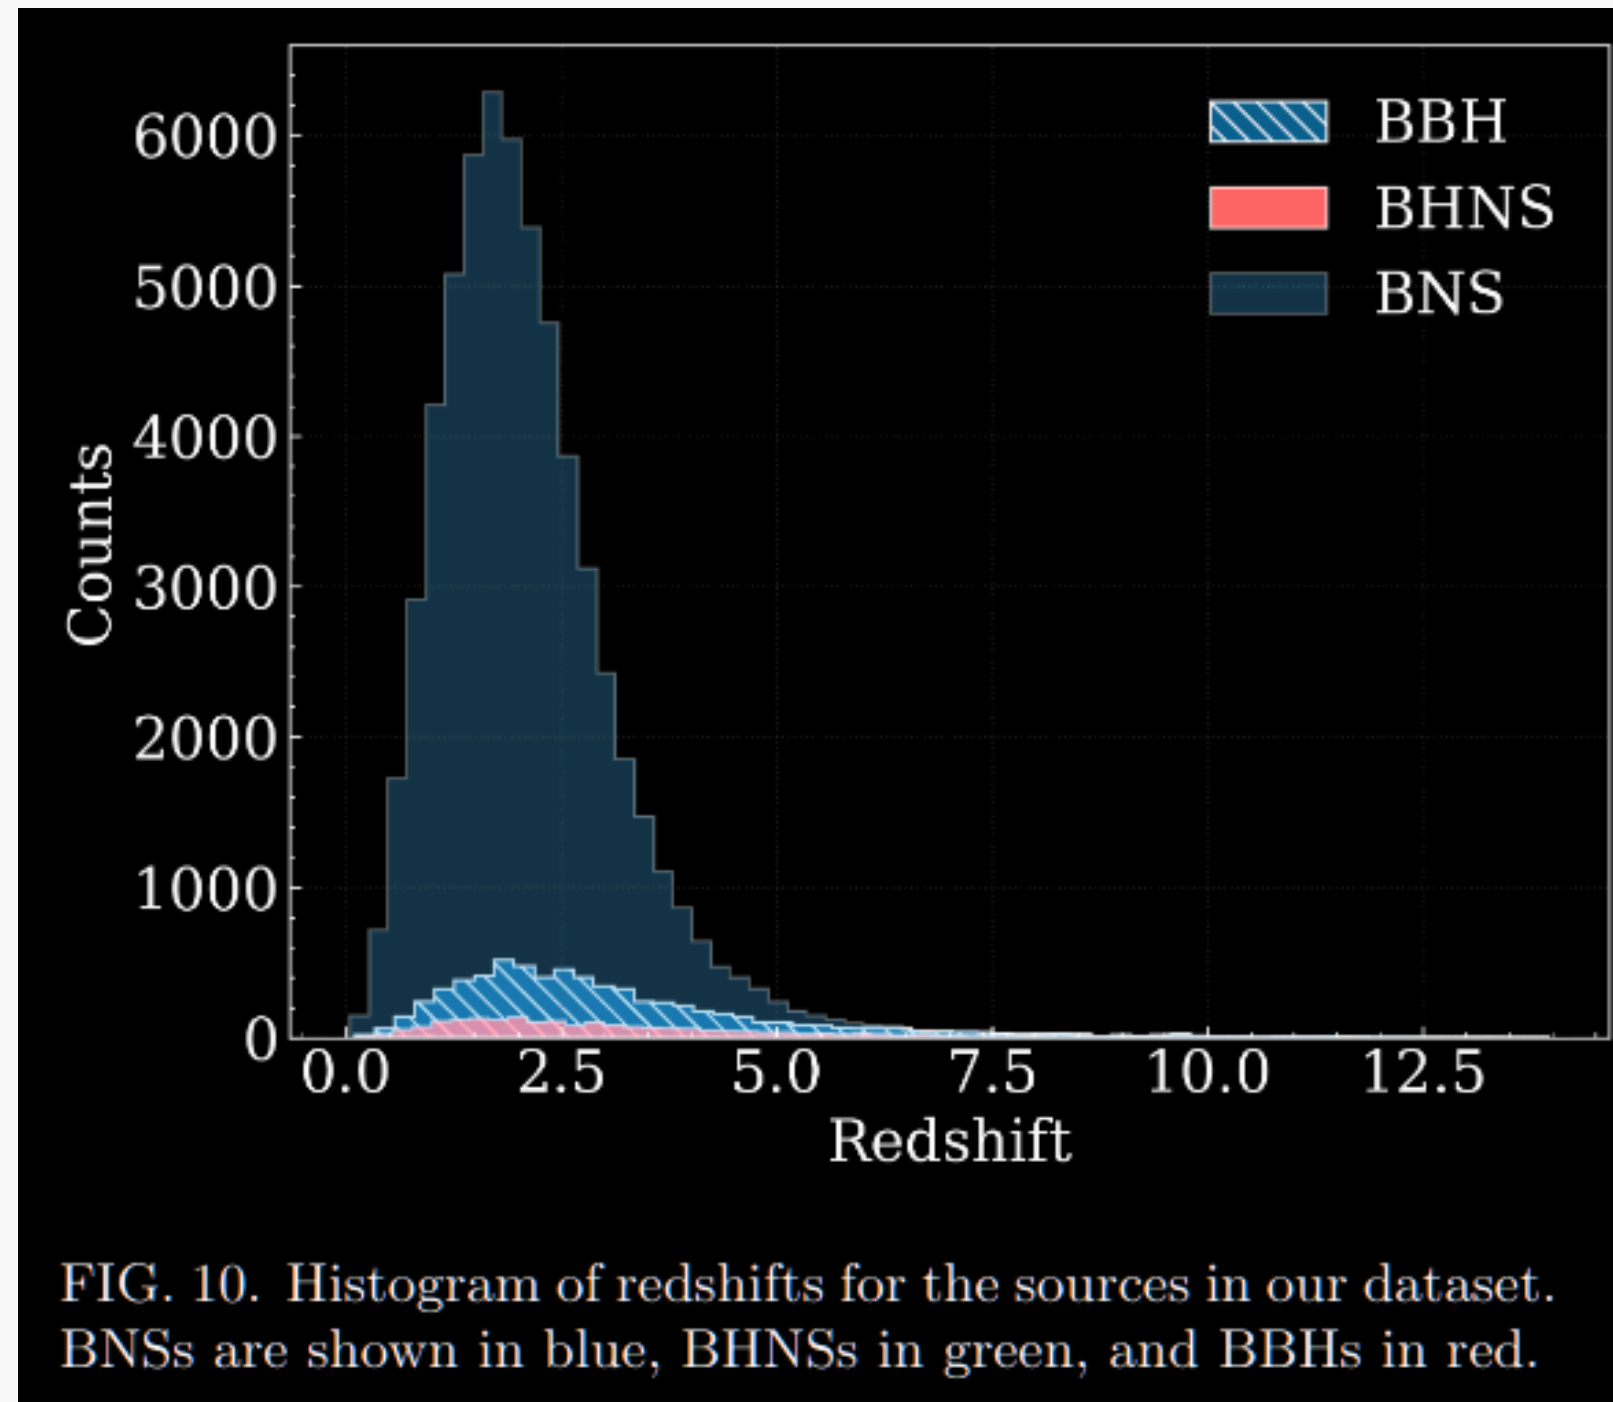 6000
5000
4000
3000
2000
1000
0
Counts
BBH
BHNS
BNS
0.0 2.5 5.0 7.5 10.0 12.5
Redshift
FIG. 10. Histogram of redshifts for the sources in our dataset.
BNSs are shown in blue, BHNSs in green, and BBHs in red.